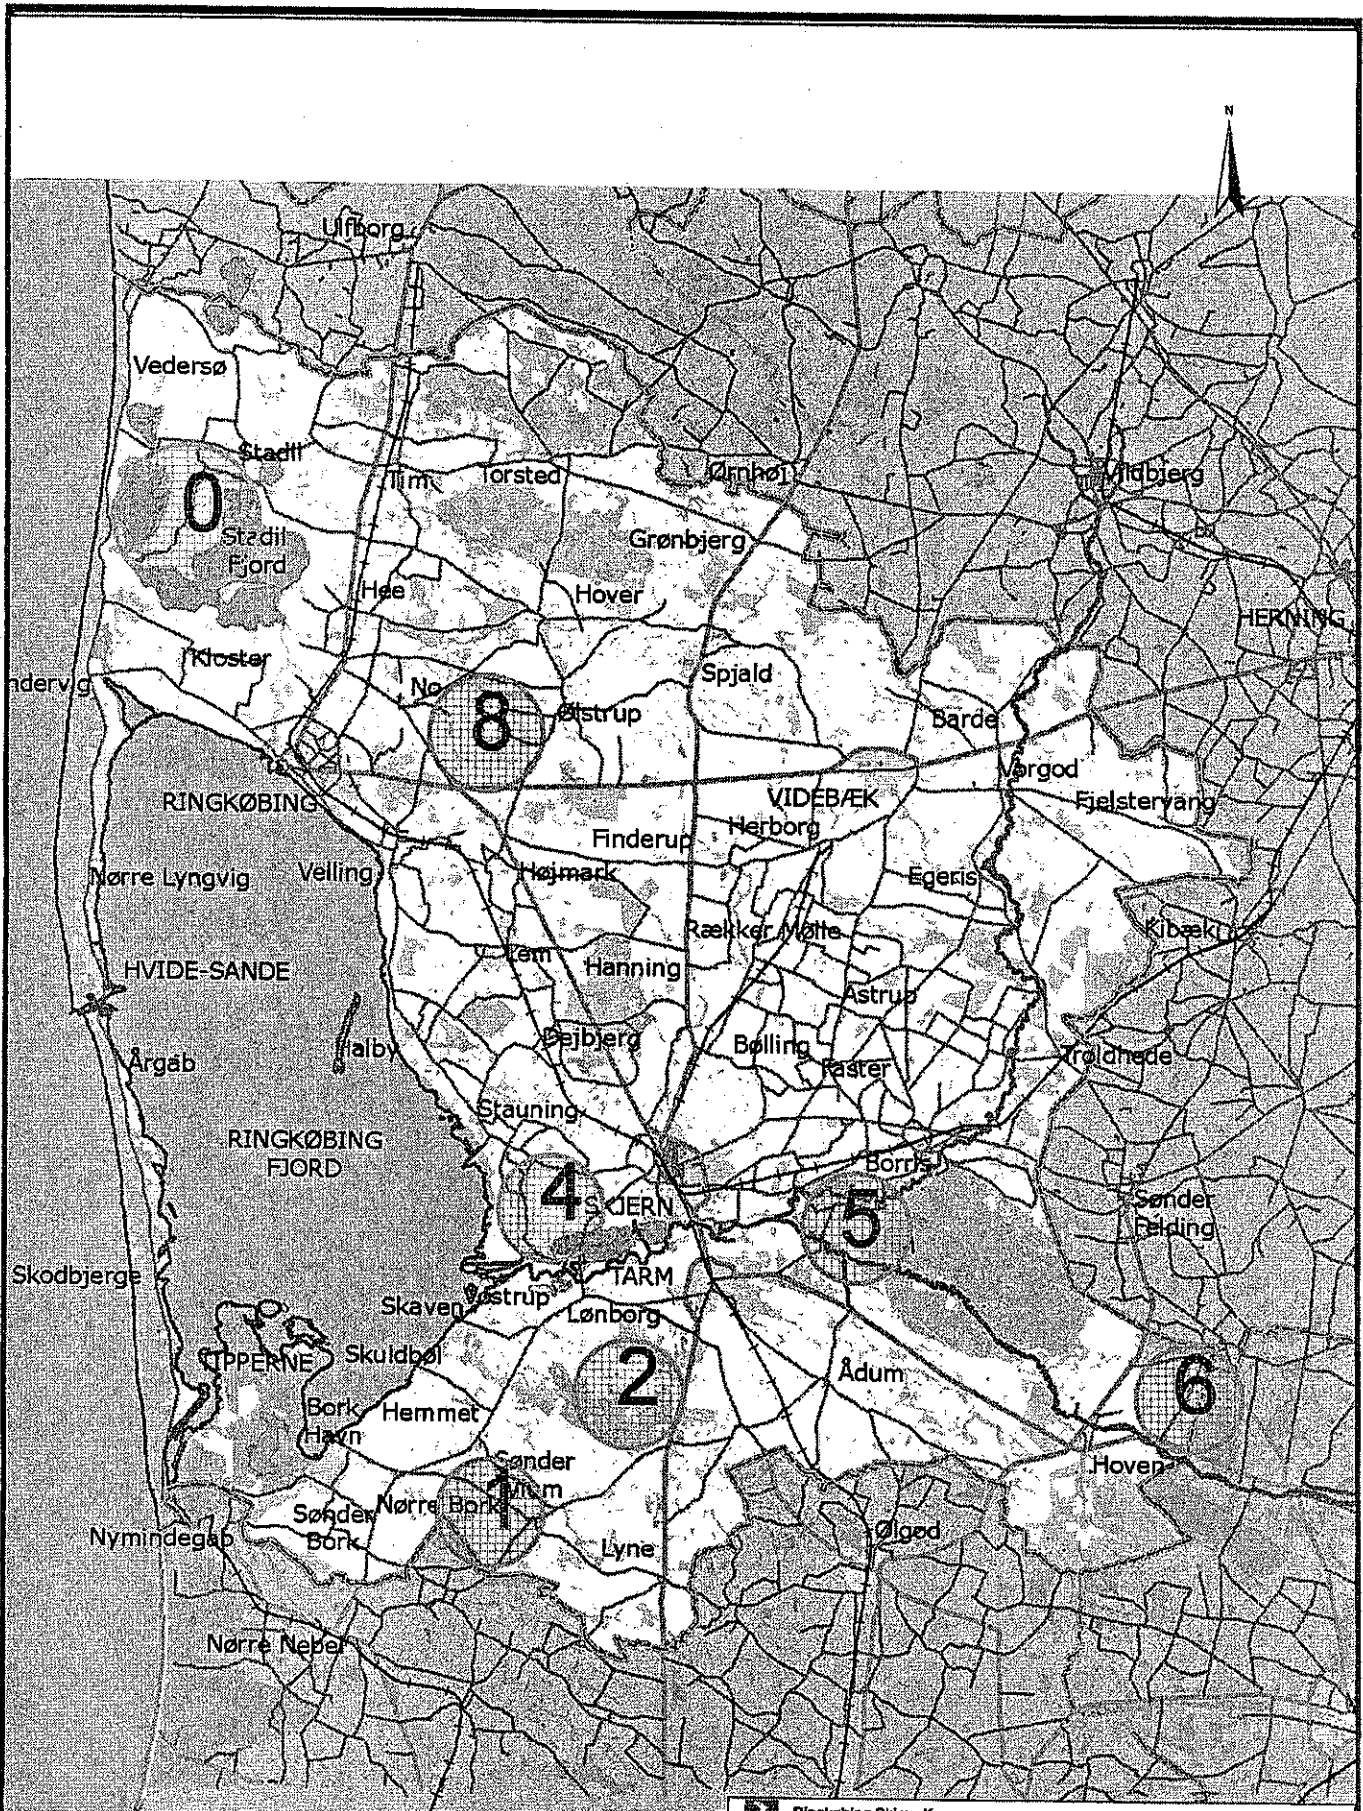 N
Ulfborg
Vedersø
Stadil
0
Tim
Torsted
Ørnhøj
Vildbjerg
Stadil
Fjord
Grønbjerg
Hee
Hover
HERNING
Kloster
Spjald
ndervig
No
8
Ølstrup
Barde
Vorgod
RINGKØBING
VIDEBÆK
Fjelstervang
Finderup
Herborg
Nørre Lyngvig
Velling
Højmark
Egeris
Rækker Mølle
Kibæk
HVIDE-SANDE
Lem
Hanning
Astrup
Halby
Dejbjerg
Bølling
Årgab
Faster
Troldhede
Stauning
RINGKØBING
FJORD
Borris
4
SKJERN
5
Sønder
Felding
Skodbjerge
TARM
Skaven
Vostrup
Lønborg
TIPPERNE
Skuldbøl
2
Ådum
6
Bork
Havn
Hemmet
Sønder
Vium
Hoven
1
Nørre Bork
Sønder
Bork
Nymindegab
Lyne
Ølgod
Nørre Nebel